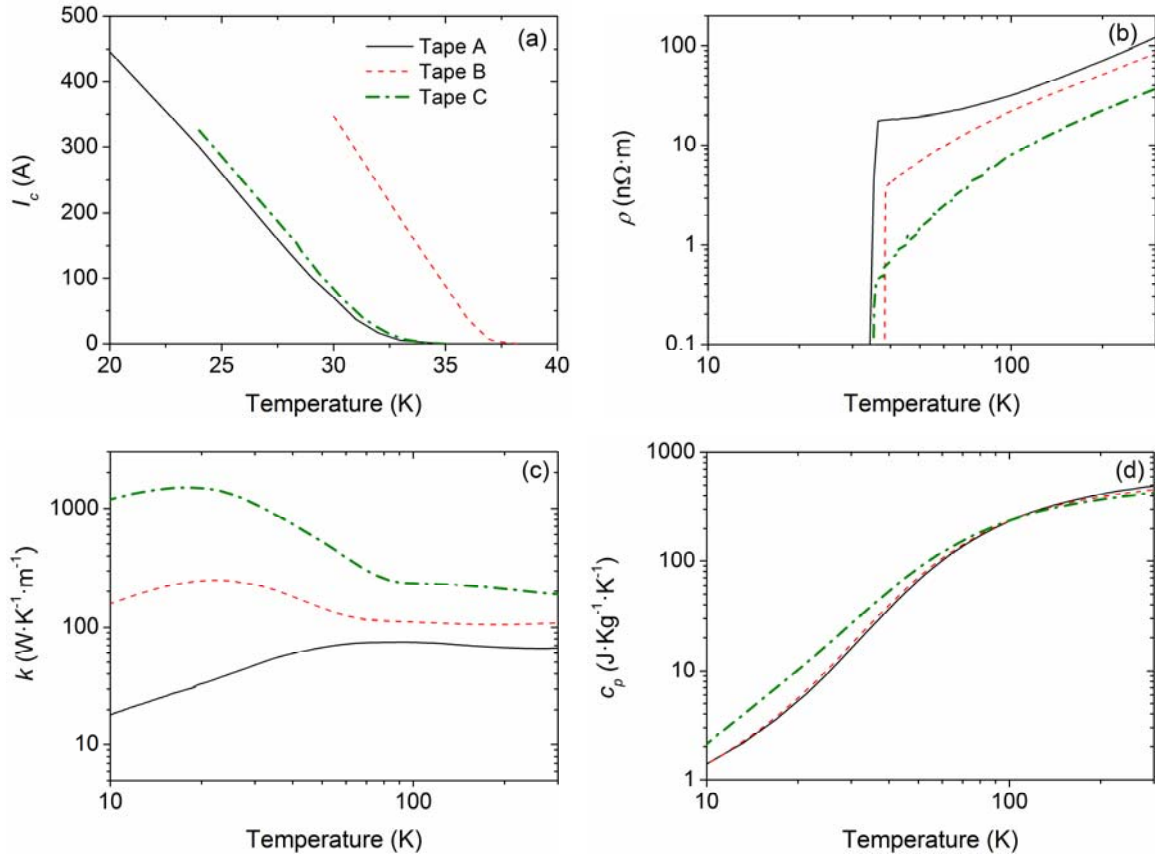 (a)
Tape A
Tape B
Tape C
I_c (A)
500
400
300
200
100
0
20 25 30 35 40
Temperature (K)
(b)
ρ (nΩ·m)
100
10
1
0.1
10 100
Temperature (K)
(c)
k (W·K⁻¹·m⁻¹)
1000
100
10
10 100
Temperature (K)
(d)
c_p (J·Kg⁻¹·K⁻¹)
1000
100
10
1
10 100
Temperature (K)